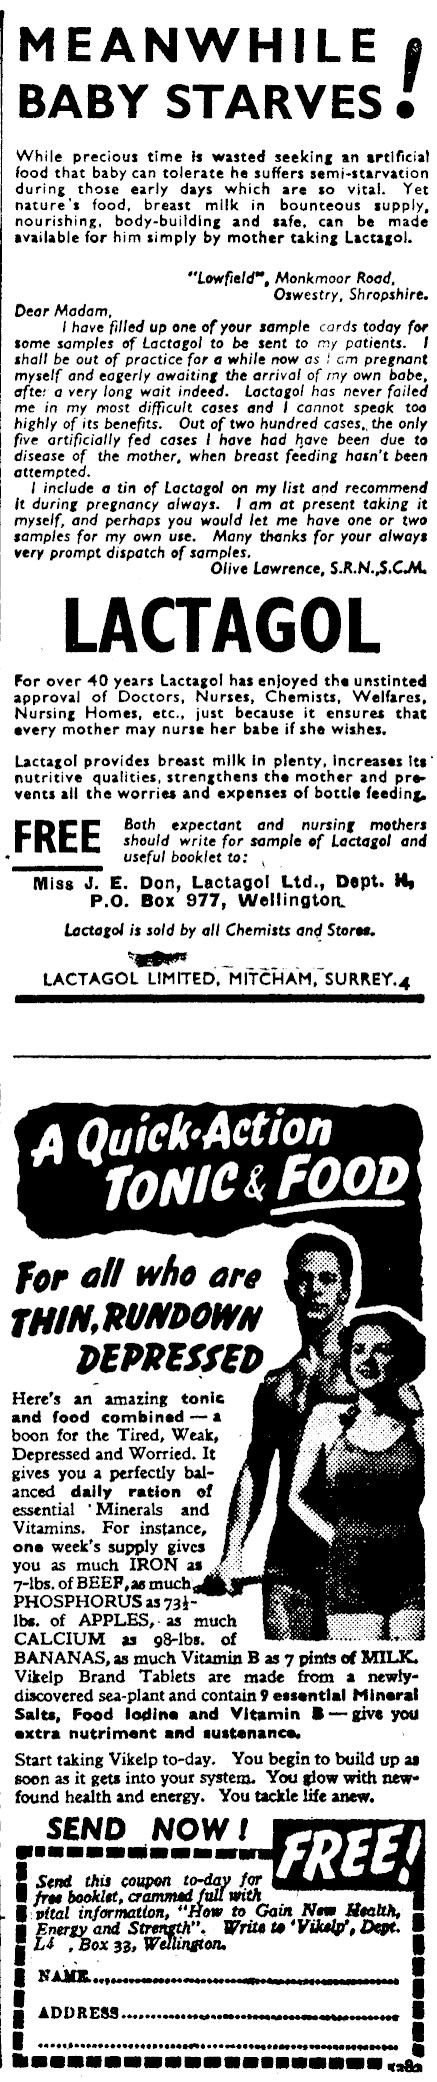 MEANWHILE
BABY STARVES!
While precious time is wasted seeking an artificial
food that baby can tolerate he suffers semi-starvation
during those early days which are so vital. Yet
nature's food, breast milk in bounteous supply,
nourishing, body-building and safe, can be made
available for him simply by mother taking Lactagol.
"Lowfield", Monkmoor Road,
Oswestry, Shropshire.
Dear Madam,
I have filled up one of your sample cards today for
some samples of Lactagol to be sent to my patients. I
shall be out of practice for a while now as I am pregnant
myself and eagerly awaiting the arrival of my own babe,
after a very long wait indeed. Lactagol has never failed
me in my most difficult cases and I cannot speak too
highly of its benefits. Out of two hundred cases, the only
five artificially fed cases I have had have been due to
disease of the mother, when breast feeding hasn't been
attempted.
I include a tin of Lactagol on my list and recommend
it during pregnancy always. I am at present taking it
myself, and perhaps you would let me have one or two
samples for my own use. Many thanks for your always
very prompt dispatch of samples.
Olive Lawrence, S.R.N.,S.C.M.
LACTAGOL
For over 40 years Lactagol has enjoyed the unstinted
approval of Doctors, Nurses, Chemists, Welfares,
Nursing Homes, etc., just because it ensures that
every mother may nurse her babe if she wishes.
Lactagol provides breast milk in plenty, increases its
nutritive qualities, strengthens the mother and pre-
vents all the worries and expenses of bottle feeding.
FREE Both expectant and nursing mothers
should write for sample of Lactagol and
useful booklet to:
Miss J. E. Don, Lactagol Ltd., Dept. H,
P.O. Box 977, Wellington.
Lactagol is sold by all Chemists and Stores.
LACTAGOL LIMITED, MITCHAM, SURREY.4
A Quick-Action
TONIC & FOOD
For all who are
THIN, RUNDOWN
DEPRESSED
Here's an amazing tonic
and food combined — a
boon for the Tired, Weak,
Depressed and Worried. It
gives you a perfectly bal-
anced daily ration of
essential Minerals and
Vitamins. For instance,
one week's supply gives
you as much IRON as
7-lbs. of BEEF, as much
PHOSPHORUS as 73½-
lbs. of APPLES, as much
CALCIUM as 98-lbs. of
BANANAS, as much Vitamin B as 7 pints of MILK.
Vikelp Brand Tablets are made from a newly-
discovered sea-plant and contain 9 essential Mineral
Salts, Food Iodine and Vitamin B — give you
extra nutriment and sustenance.
Start taking Vikelp to-day. You begin to build up as
soon as it gets into your system. You glow with new-
found health and energy. You tackle life anew.
SEND NOW! FREE!
Send this coupon to-day for
free booklet, crammed full with
vital information, "How to Gain New Health,
Energy and Strength". Write to 'Vikelp', Dept.
L4 , Box 33, Wellington.
NAME
ADDRESS